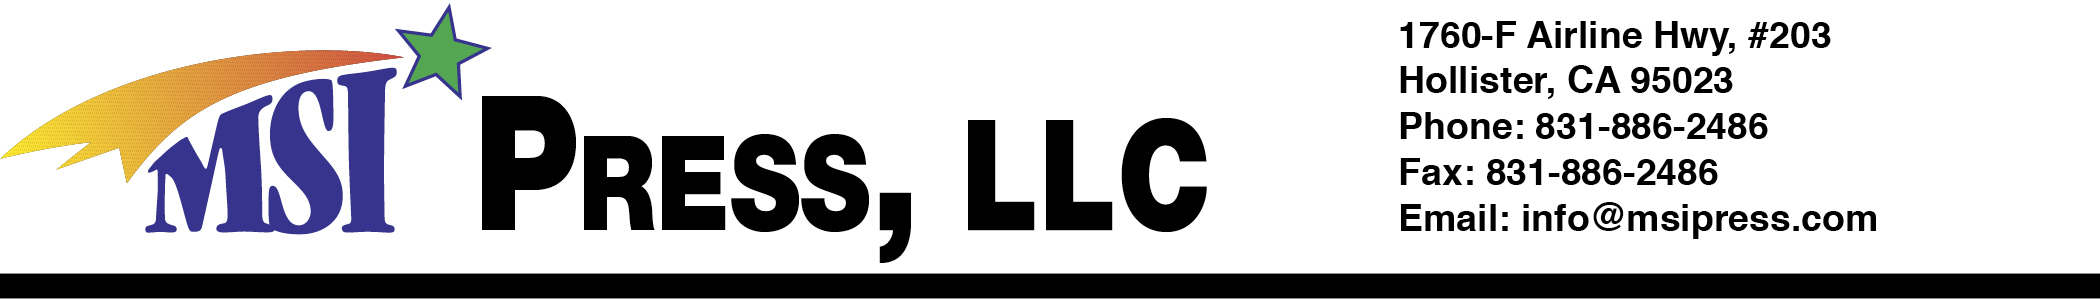 MSI PRESS, LLC
1760-F Airline Hwy, #203
Hollister, CA 95023
Phone: 831-886-2486
Fax: 831-886-2486
Email: info@msipress.com